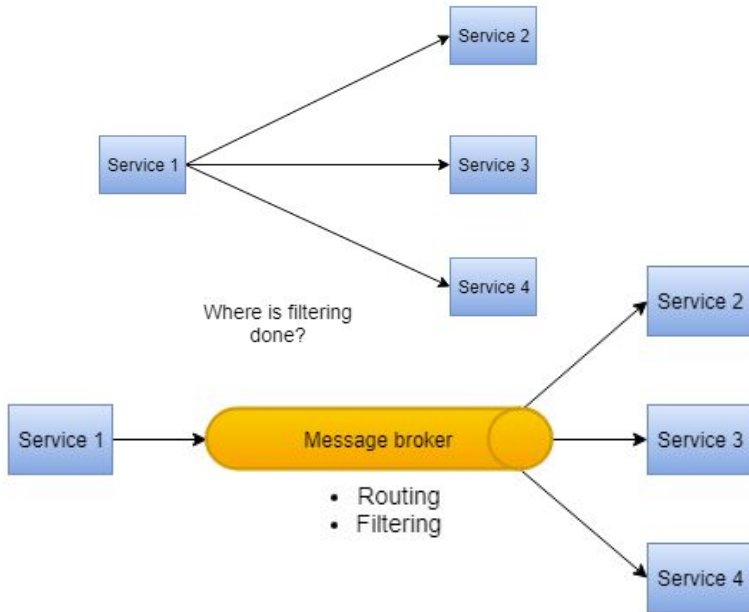 Service 2
Service 1
Service 3
Service 4
Where is filtering
done?
Service 2
Service 1
Message broker
Service 3
• Routing
• Filtering
Service 4